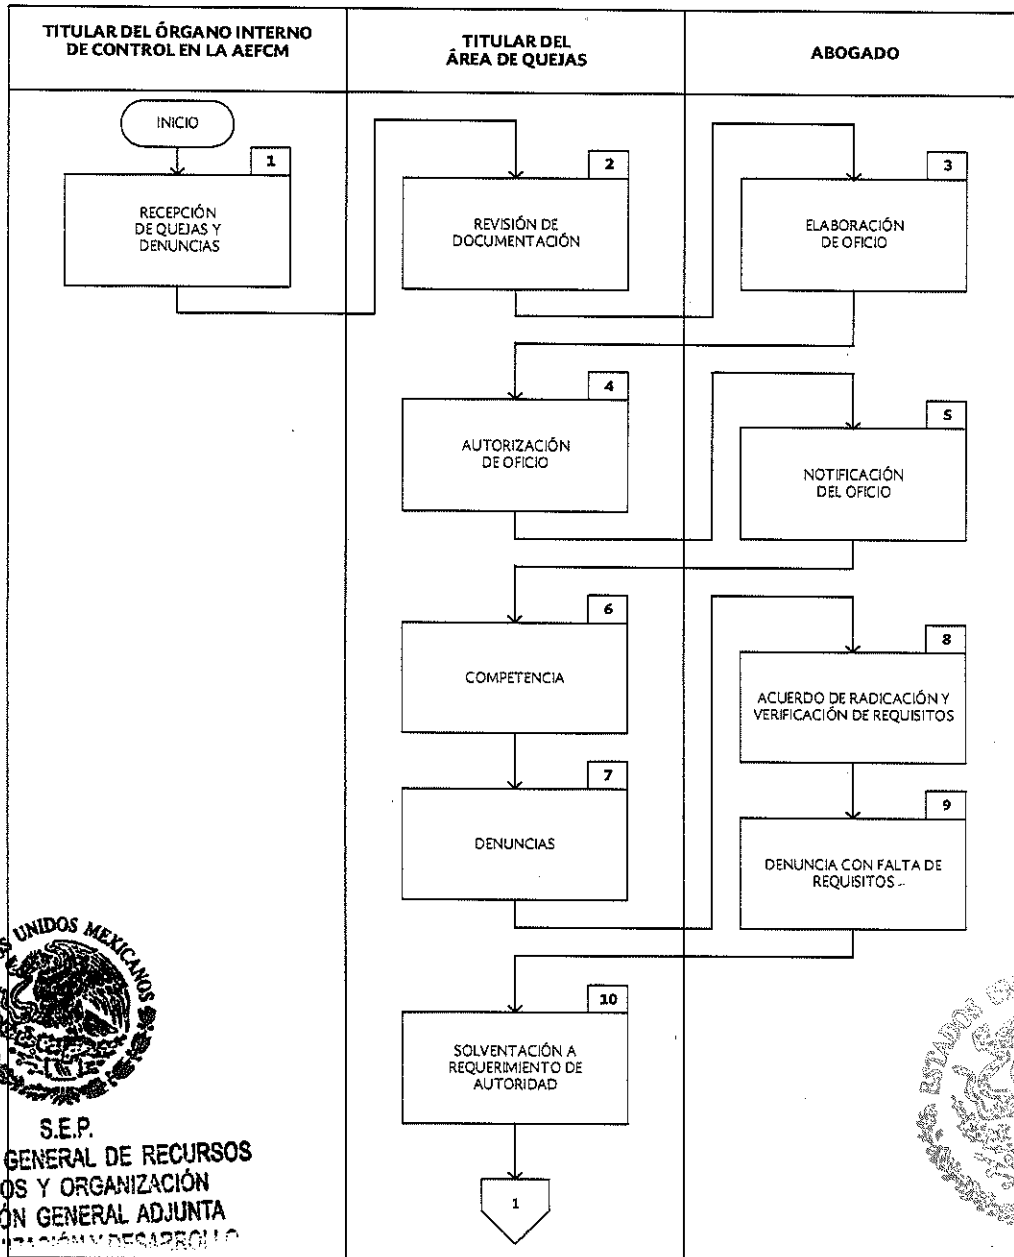 TITULAR DEL ÓRGANO INTERNO
DE CONTROL EN LA AEFCM
TITULAR DEL
ÁREA DE QUEJAS
ABOGADO
INICIO
1
RECEPCIÓN
DE QUEJAS Y
DENUNCIAS
2
REVISIÓN DE
DOCUMENTACIÓN
3
ELABORACIÓN
DE OFICIO
4
AUTORIZACIÓN
DE OFICIO
5
NOTIFICACIÓN
DEL OFICIO
6
COMPETENCIA
7
DENUNCIAS
8
ACUERDO DE RADICACIÓN Y
VERIFICACIÓN DE REQUISITOS
9
DENUNCIA CON FALTA DE
REQUISITOS
10
SOLVENTACIÓN A
REQUERIMIENTO DE
AUTORIDAD
1
UNIDOS MEXICANOS
S.E.P.
GENERAL DE RECURSOS
OS Y ORGANIZACIÓN
ÓN GENERAL ADJUNTA
Y DESARROLLO
ESTADOS